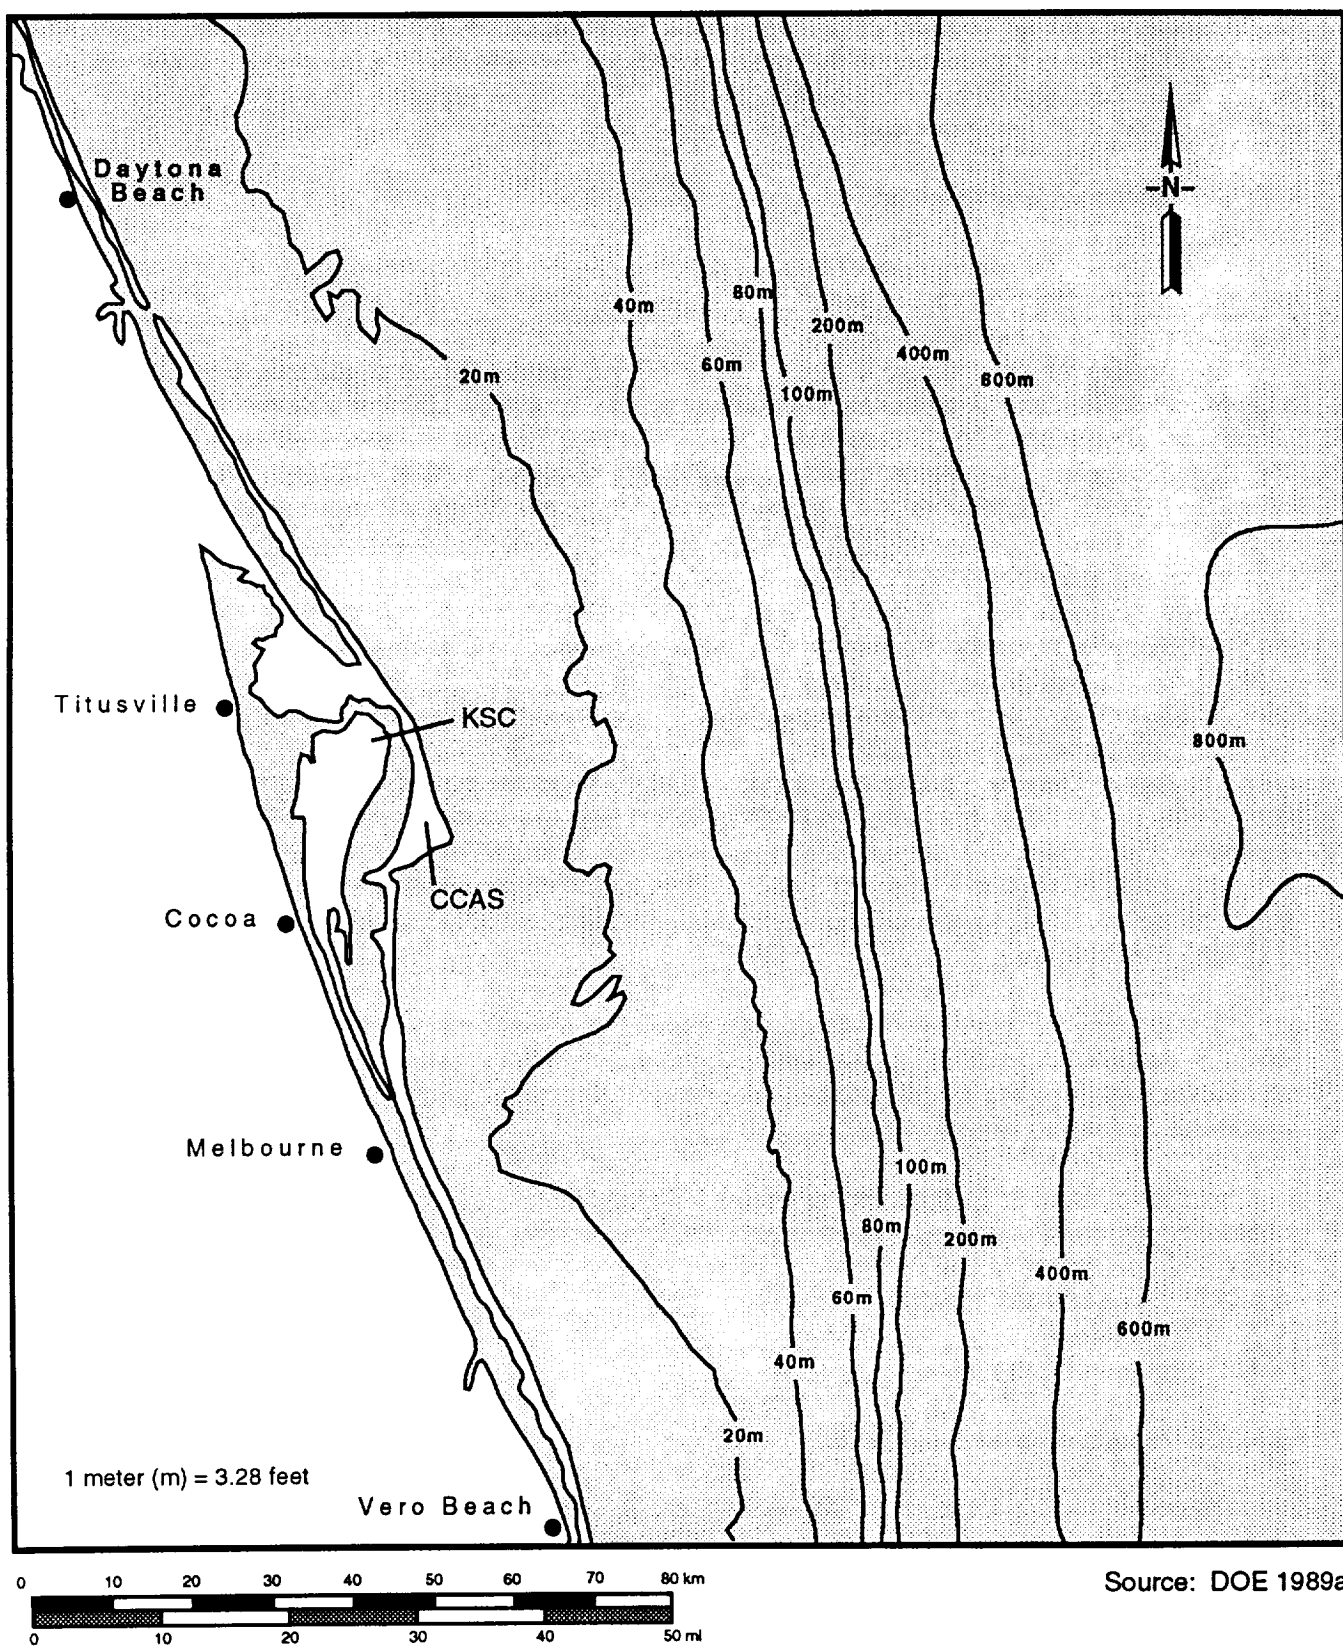 Daytona
Beach
-N-
40m
80m
200m
60m
400m
20m
600m
100m
Titusville
KSC
800m
CCAS
Cocoa
Melbourne
100m
80m
200m
400m
60m
600m
40m
20m
1 meter (m) = 3.28 feet
Vero Beach
0 10 20 30 40 50 60 70 80 km
0 10 20 30 40 50 mi
Source: DOE 1989a